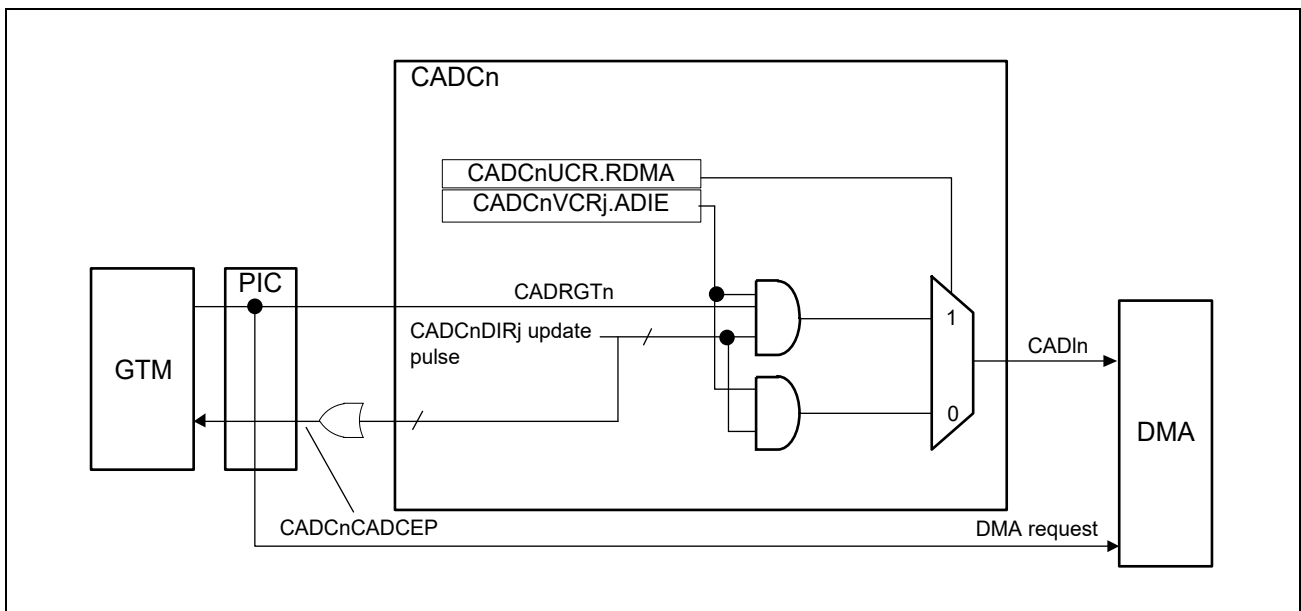 CADCn
CADCnUCR.RDMA
CADCnVCRj.ADIE
PIC
CADRGTn
CADCnDIRj update
pulse
1
CADIn
GTM
0
DMA
CADCnCADCEP
DMA request